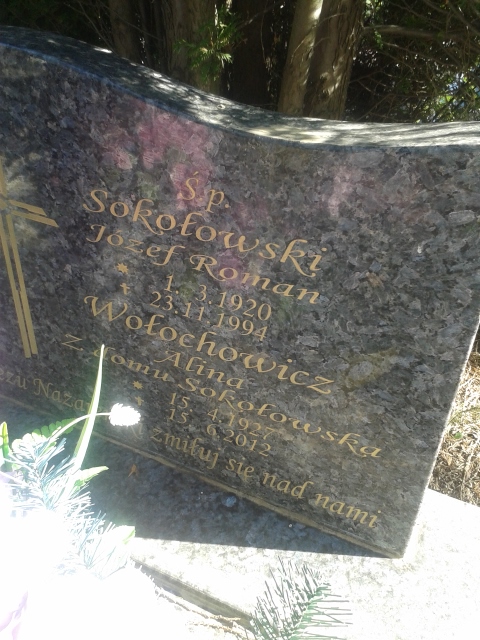 Ś.p.
Sokołowski
Józef Roman
* 1. 3.1920
+ 23.11.1994
Wołochowicz
Alina
Z domu Sokołowska
* 15. 4.1927
+ 15. 6.2012
zmiłuj się nad nami